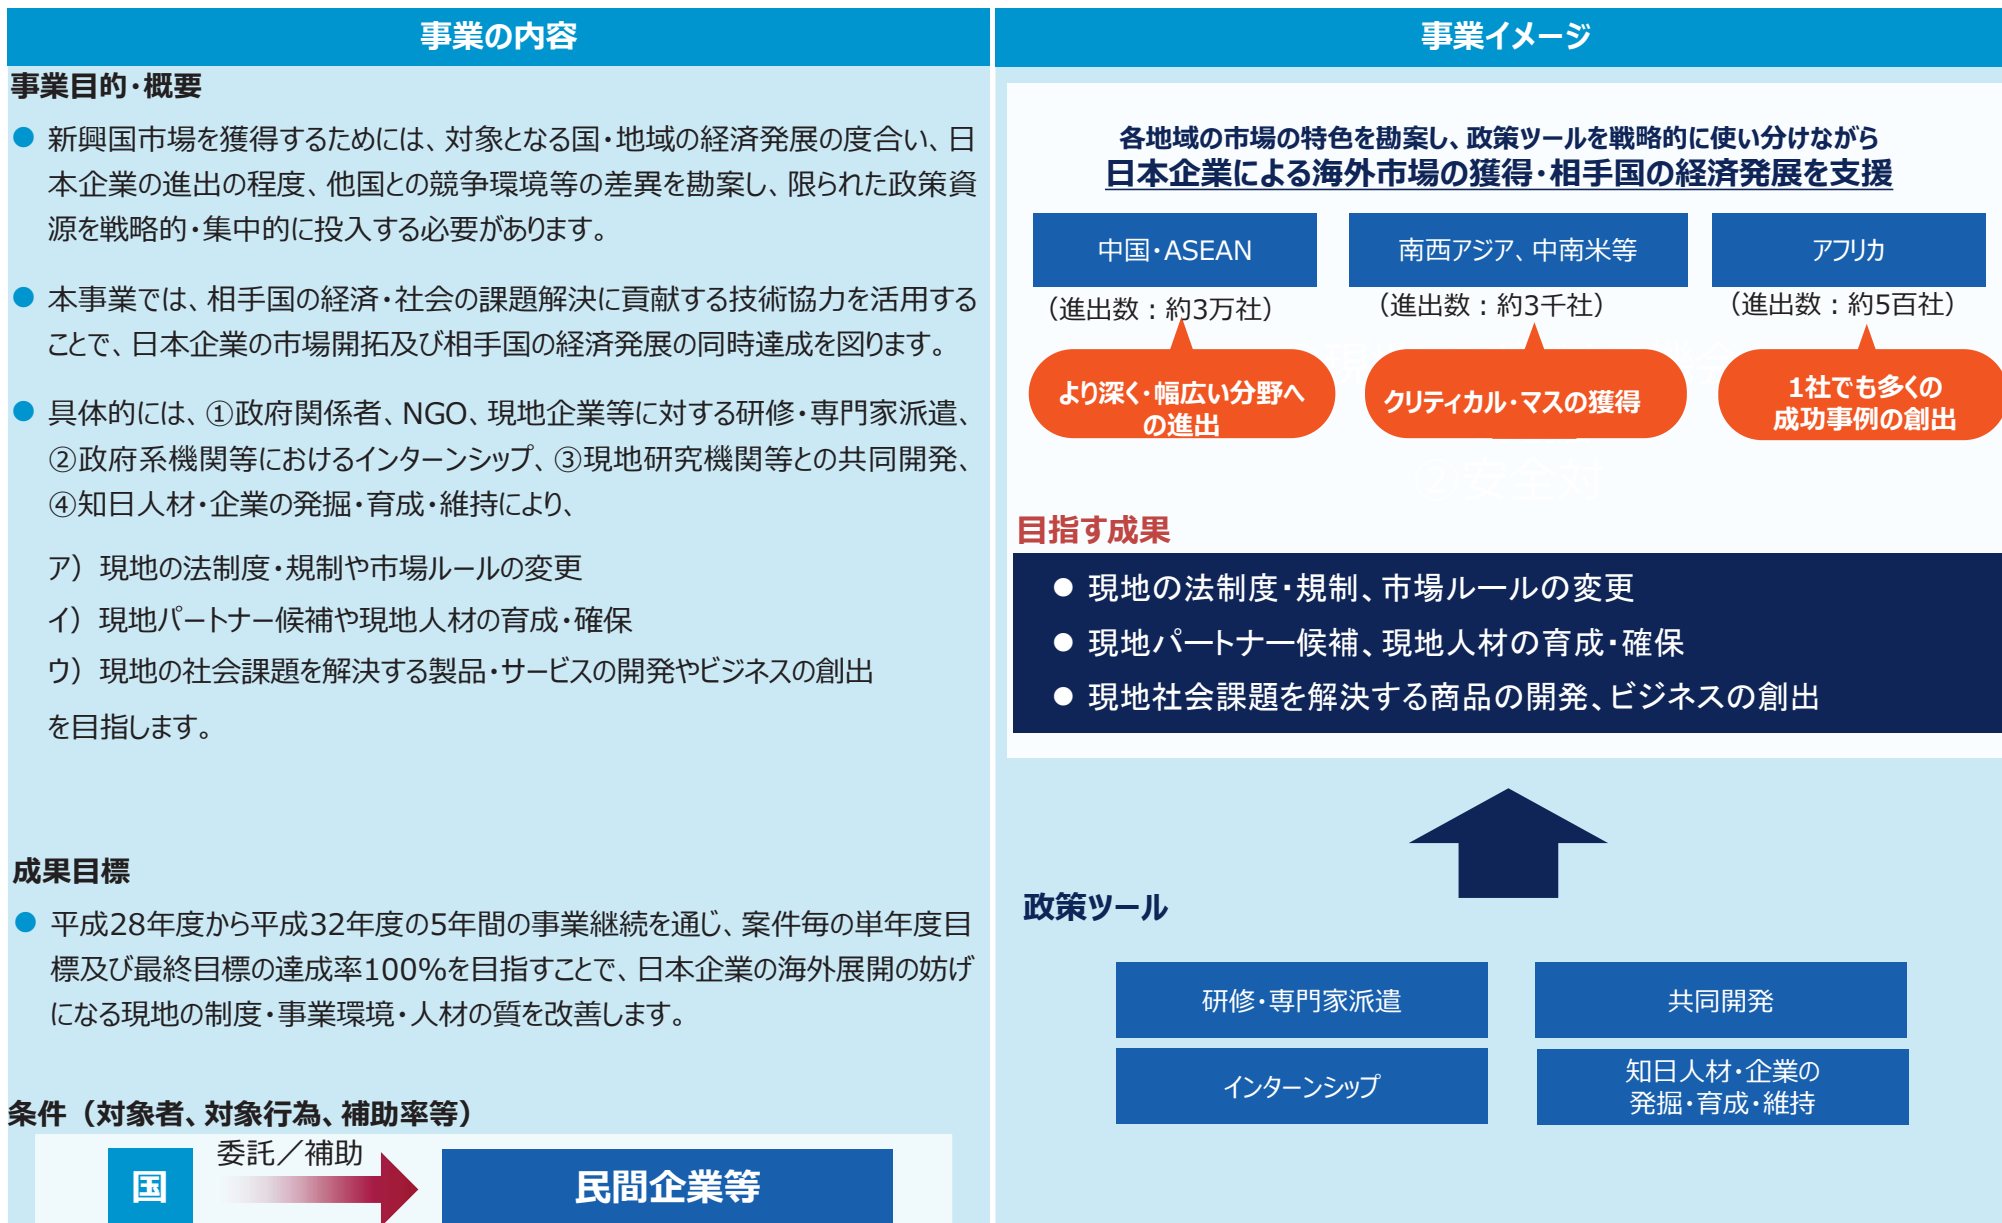 事業の内容
事業目的・概要
● 新興国市場を獲得するためには、対象となる国・地域の経済発展の度合い、日
本企業の進出の程度、他国との競争環境等の差異を勘案し、限られた政策資
源を戦略的・集中的に投入する必要があります。
● 本事業では、相手国の経済・社会の課題解決に貢献する技術協力を活用する
ことで、日本企業の市場開拓及び相手国の経済発展の同時達成を図ります。
● 具体的には、①政府関係者、NGO、現地企業等に対する研修・専門家派遣、
②政府系機関等におけるインターンシップ、③現地研究機関等との共同開発、
④知日人材・企業の発掘・育成・維持により、
ア）現地の法制度・規制や市場ルールの変更
イ）現地パートナー候補や現地人材の育成・確保
ウ）現地の社会課題を解決する製品・サービスの開発やビジネスの創出
を目指します。
成果目標
● 平成28年度から平成32年度の5年間の事業継続を通じ、案件毎の単年度目
標及び最終目標の達成率100%を目指すことで、日本企業の海外展開の妨げ
になる現地の制度・事業環境・人材の質を改善します。
条件（対象者、対象行為、補助率等）
国
委託／補助
民間企業等
事業イメージ
各地域の市場の特色を勘案し、政策ツールを戦略的に使い分けながら
日本企業による海外市場の獲得・相手国の経済発展を支援
中国・ASEAN
（進出数：約3万社）
より深く・幅広い分野へ
の進出
南西アジア、中南米等
（進出数：約3千社）
クリティカル・マスの獲得
アフリカ
（進出数：約5百社）
1社でも多くの
成功事例の創出
②安全対
目指す成果
● 現地の法制度・規制、市場ルールの変更
● 現地パートナー候補、現地人材の育成・確保
● 現地社会課題を解決する商品の開発、ビジネスの創出
政策ツール
研修・専門家派遣
共同開発
インターンシップ
知日人材・企業の
発掘・育成・維持